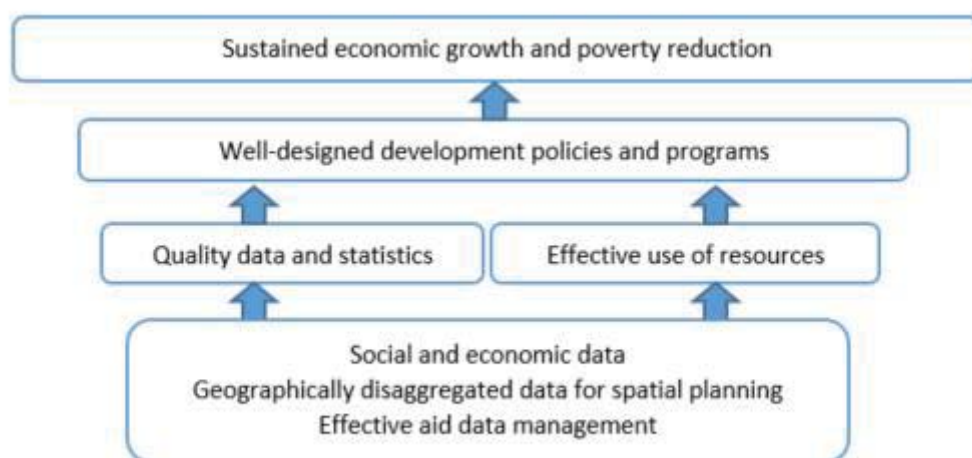 Sustained economic growth and poverty reduction
Well-designed development policies and programs
Quality data and statistics
Effective use of resources
Social and economic data
Geographically disaggregated data for spatial planning
Effective aid data management